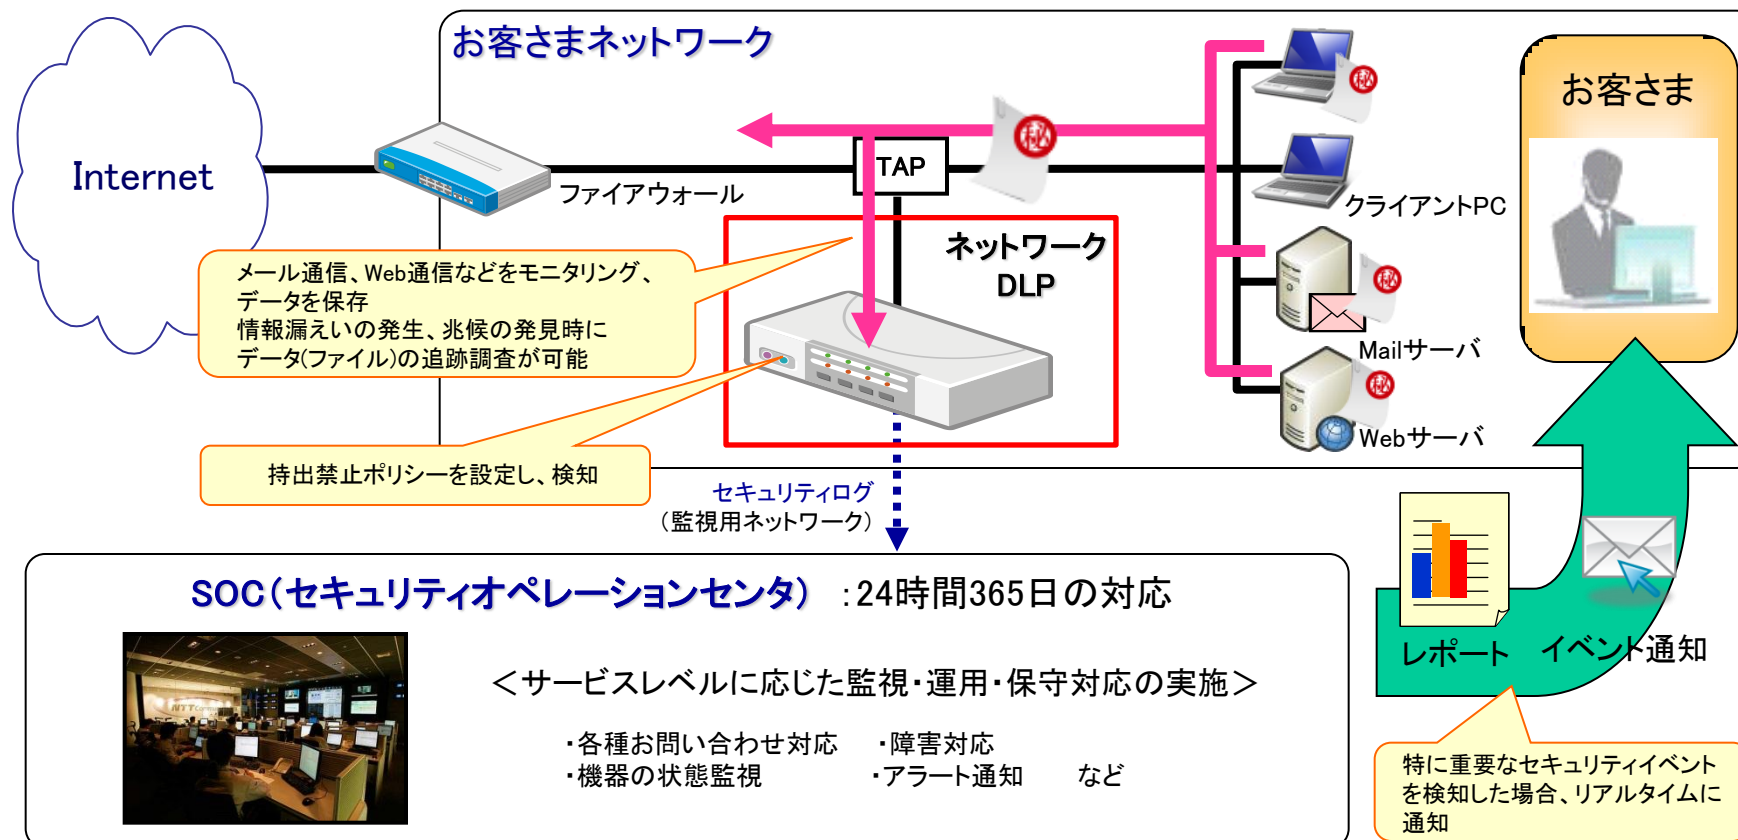 お客さまネットワーク
Internet
ファイアウォール
TAP
秘
秘
クライアントPC
秘
Mailサーバ
秘
Webサーバ
お客さま
ネットワーク
DLP
メール通信、Web通信などをモニタリング、
データを保存
情報漏えいの発生、兆候の発見時に
データ(ファイル)の追跡調査が可能
持出禁止ポリシーを設定し、検知
セキュリティログ
（監視用ネットワーク）
SOC（セキュリティオペレーションセンタ） ：24時間365日の対応
＜サービスレベルに応じた監視・運用・保守対応の実施＞
・各種お問い合わせ対応 ・障害対応
・機器の状態監視 ・アラート通知 など
NTT
レポート イベント通知
特に重要なセキュリティイベント
を検知した場合、リアルタイムに
通知